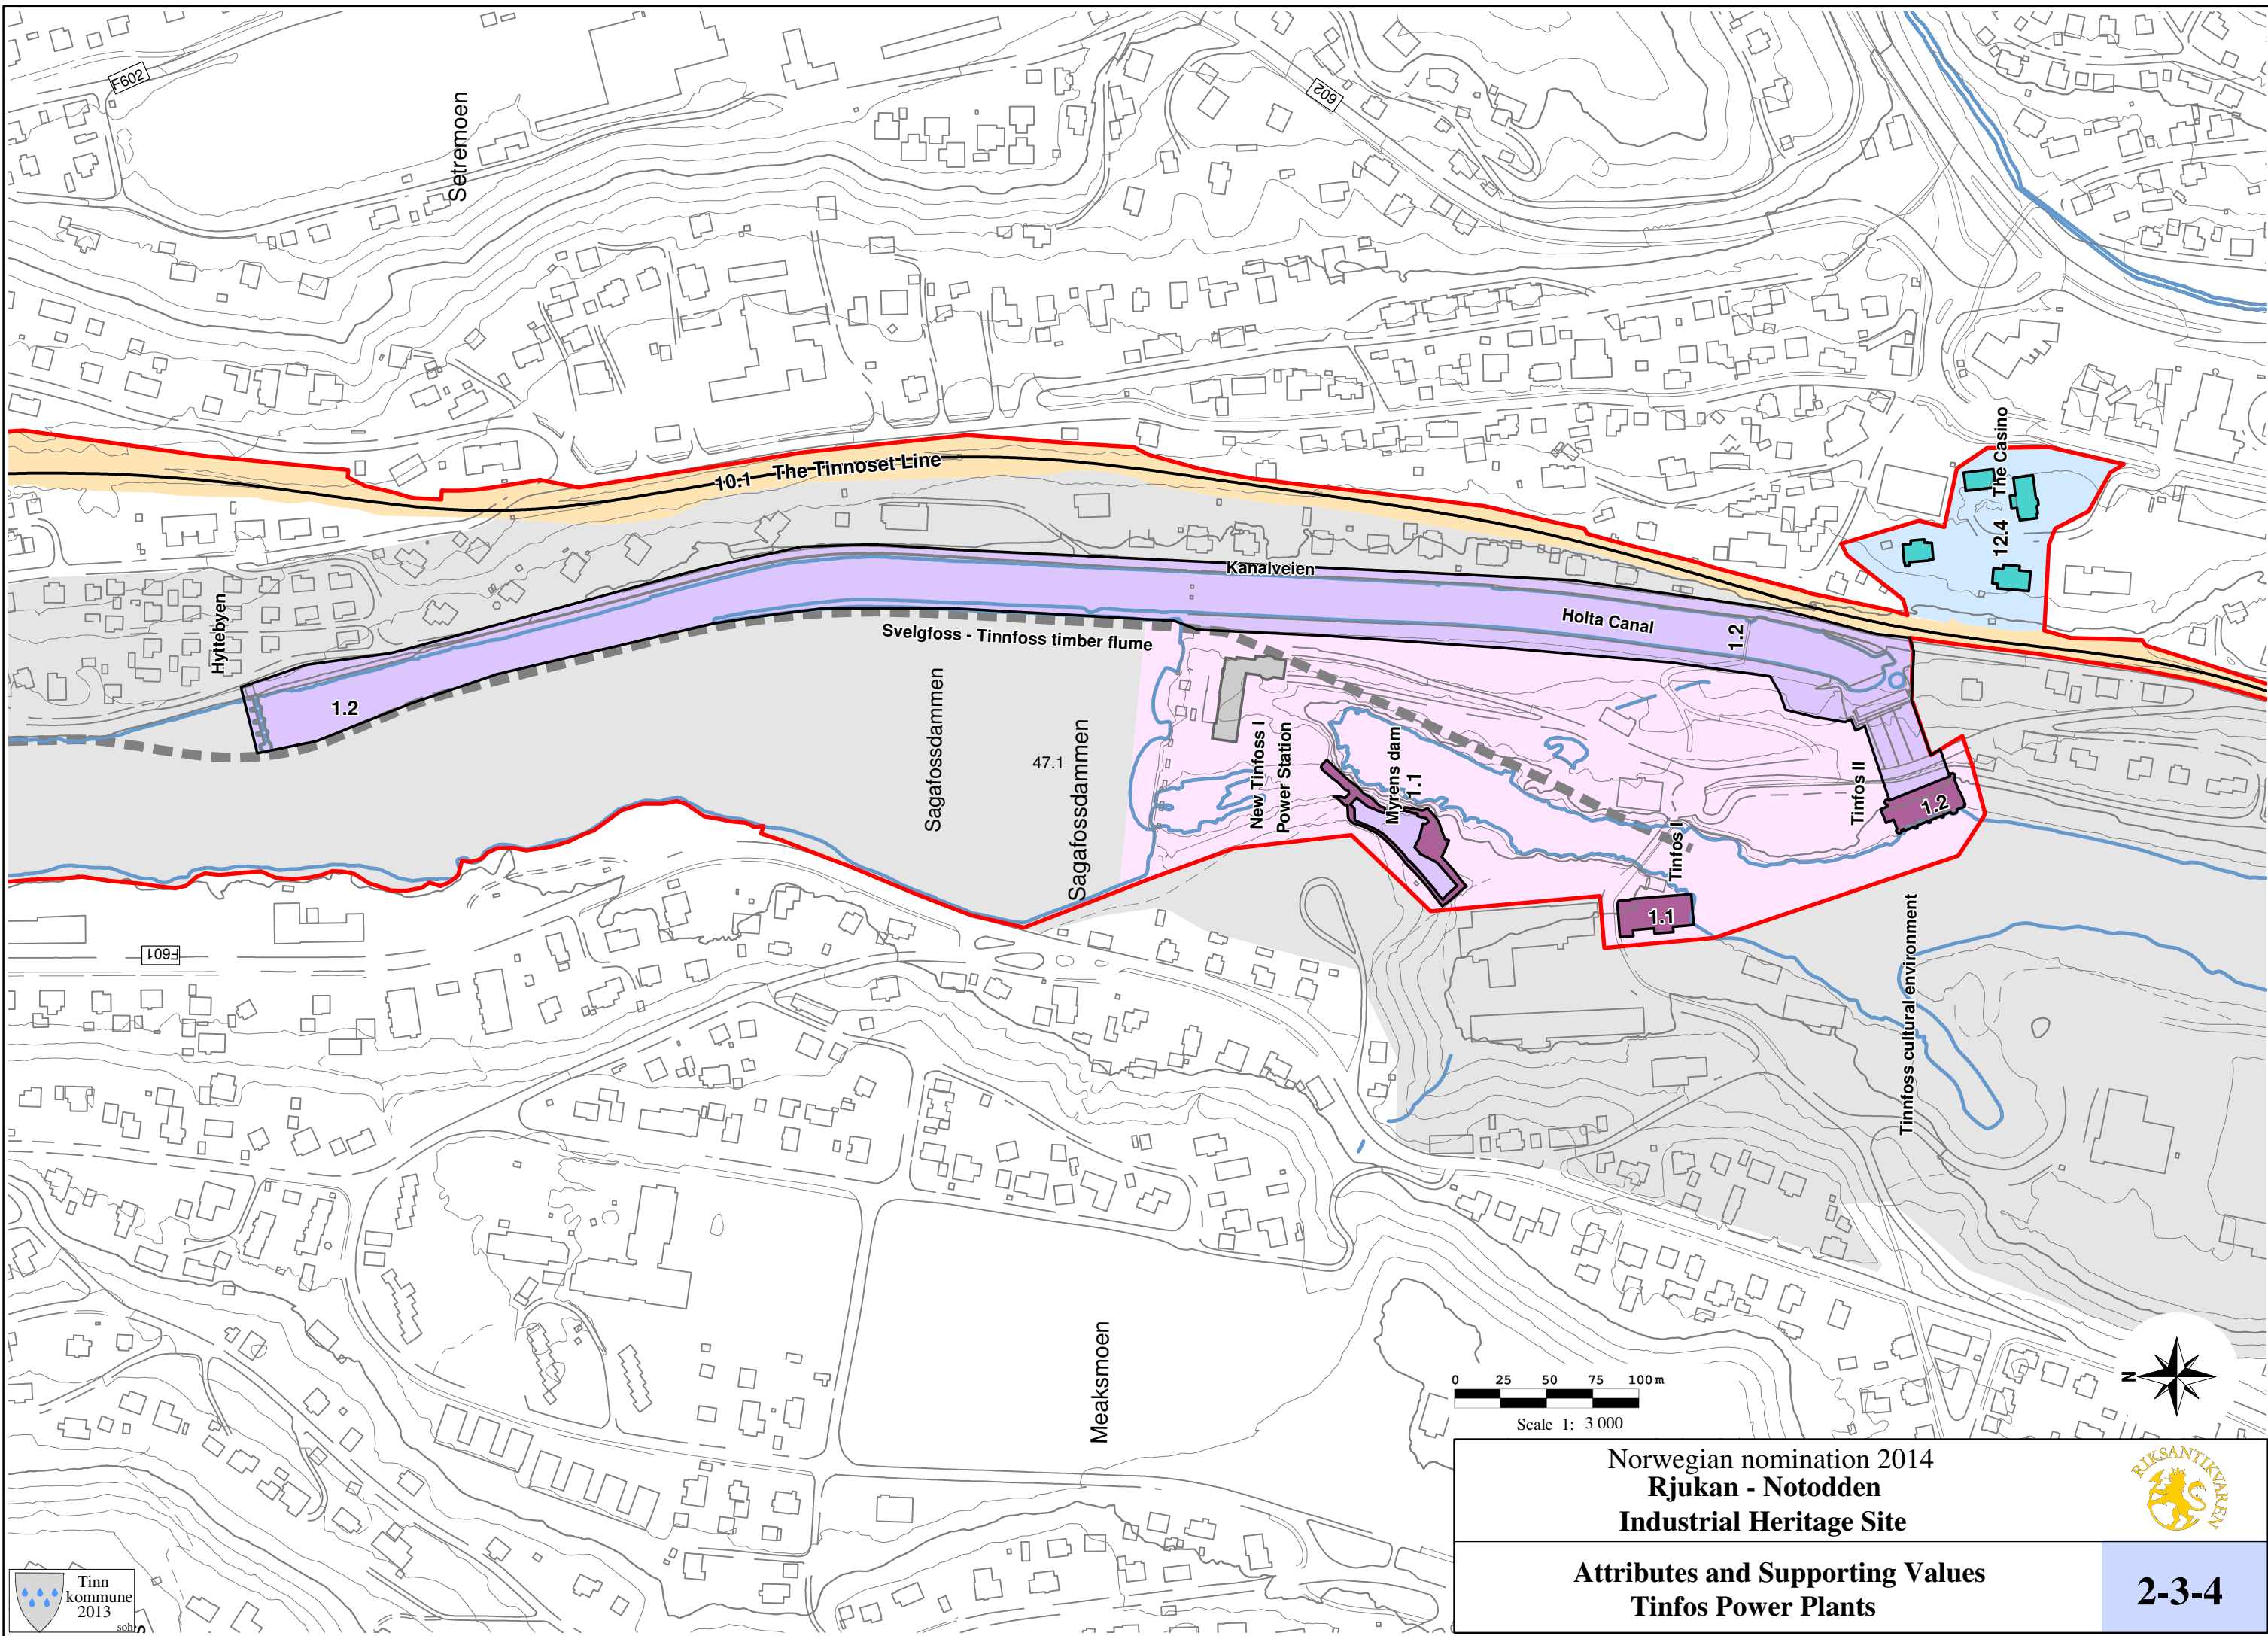 F602
Setremoen
602
The Casino
12.4
10.1 The Tinnoset Line
Kanalveien
Holta Canal
1.2
Hyttebyen
Svelgfoss - Tinnfoss timber flume
1.2
Sagafossdammen
47.1
Sagafossdammen
New Tinfoss I
Power Station
Myrens dam
1.1
Tinfos I
1.1
Tinfos II
1.2
Tinnfoss cultural environment
F601
Meaksmoen
N
0 25 50 75 100 m
Scale 1: 3 000
Norwegian nomination 2014
Rjukan - Notodden
Industrial Heritage Site
RIKSANTIKVAREN
Attributes and Supporting Values
Tinfos Power Plants
2-3-4
Tinn
kommune
2013